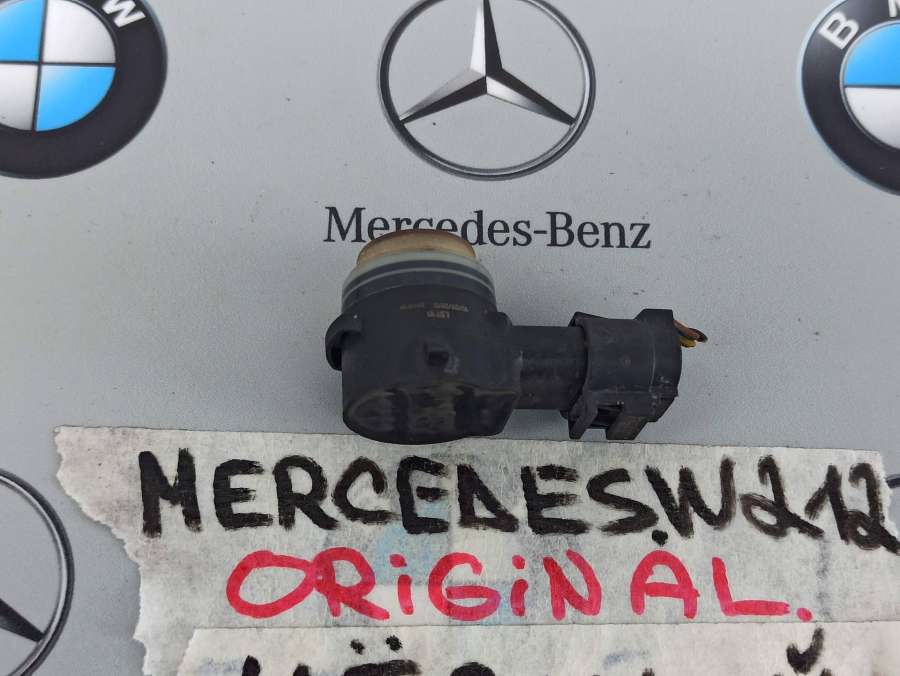 W
B M
Mercedes-Benz
MERCEDESW212
ORiGiNAL.